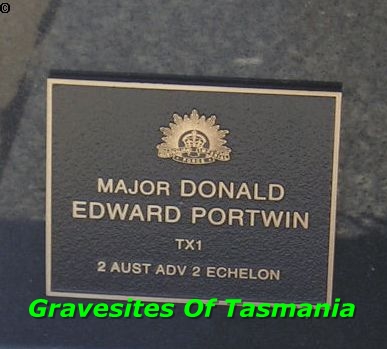 ©
MAJOR DONALD
EDWARD PORTWIN
TX1
2 AUST ADV 2 ECHELON
Gravesites Of Tasmania